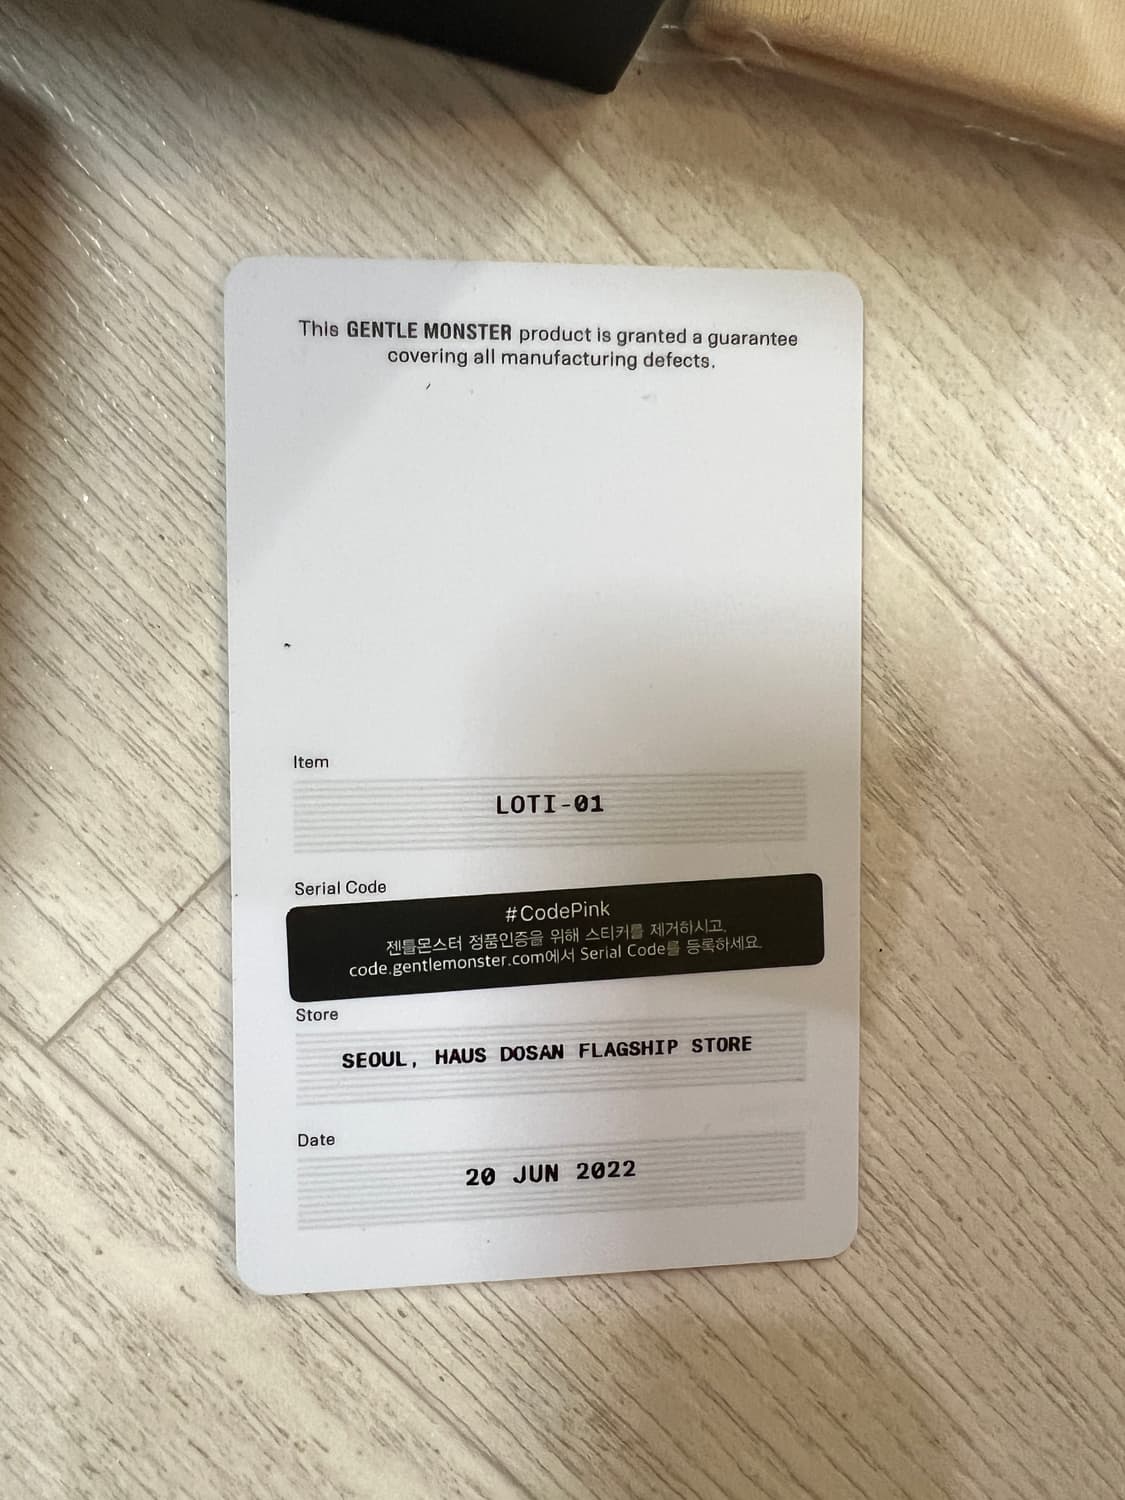 This GENTLE MONSTER product is granted a guarantee
covering all manufacturing defects.
Item
LOTI-01
Serial Code
#CodePink
젠틀몬스터 정품인증을 위해 스티커를 제거하시고,
code.gentlemonster.com에서 Serial Code를 등록하세요.
Store
SEOUL, HAUS DOSAN FLAGSHIP STORE
Date
20 JUN 2022